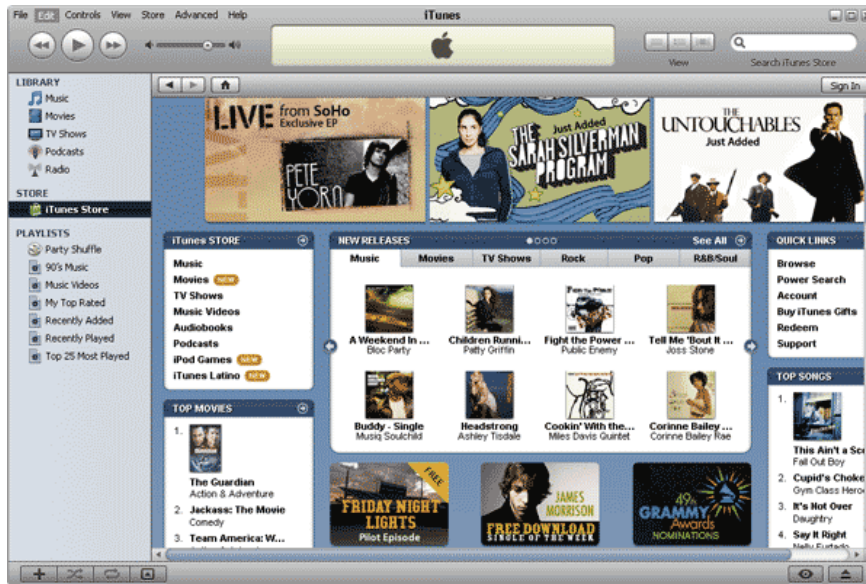 File Edit Controls View Store Advanced Help
iTunes
View
Search iTunes Store
LIBRARY
Music
Movies
TV Shows
Podcasts
Radio
STORE
iTunes Store
PLAYLISTS
Party Shuffle
90's Music
Music Videos
My Top Rated
Recently Added
Recently Played
Top 25 Most Played
Sign In
LIVE from SoHo
Exclusive EP
PETE
YORN
Just Added
THE
SARAH SILVERMAN
PROGRAM
THE
UNTOUCHABLES
Just Added
iTunes STORE
Music
Movies NEW
TV Shows
Music Videos
Audiobooks
Podcasts
iPod Games NEW
iTunes Latino NEW
NEW RELEASES
See All
Music Movies TV Shows Rock Pop R&B/Soul
A Weekend In ...
Bloc Party
Children Runni...
Patty Griffin
Fight the Power ...
Public Enemy
Tell Me 'Bout It ...
Joss Stone
Buddy - Single
Musiq Soulchild
Headstrong
Ashley Tisdale
Cookin' With the...
Miles Davis Quintet
Corinne Bailey ...
Corinne Bailey Rae
QUICK LINKS
Browse
Power Search
Account
Buy iTunes Gifts
Redeem
Support
TOP MOVIES
1.
The Guardian
Action & Adventure
2. Jackass: The Movie
Comedy
3. Team America: W...
FREE
FRIDAY NIGHT
LIGHTS
Pilot Episode
JAMES
MORRISON
FREE DOWNLOAD
SINGLE OF THE WEEK
49th
GRAMMY
Awards
NOMINATIONS
TOP SONGS
1.
This Ain't a Sc
Fall Out Boy
2. Cupid's Choke
Gym Class Hero
3. It's Not Over
Daughtry
4. Say It Right
Nelly Furtado